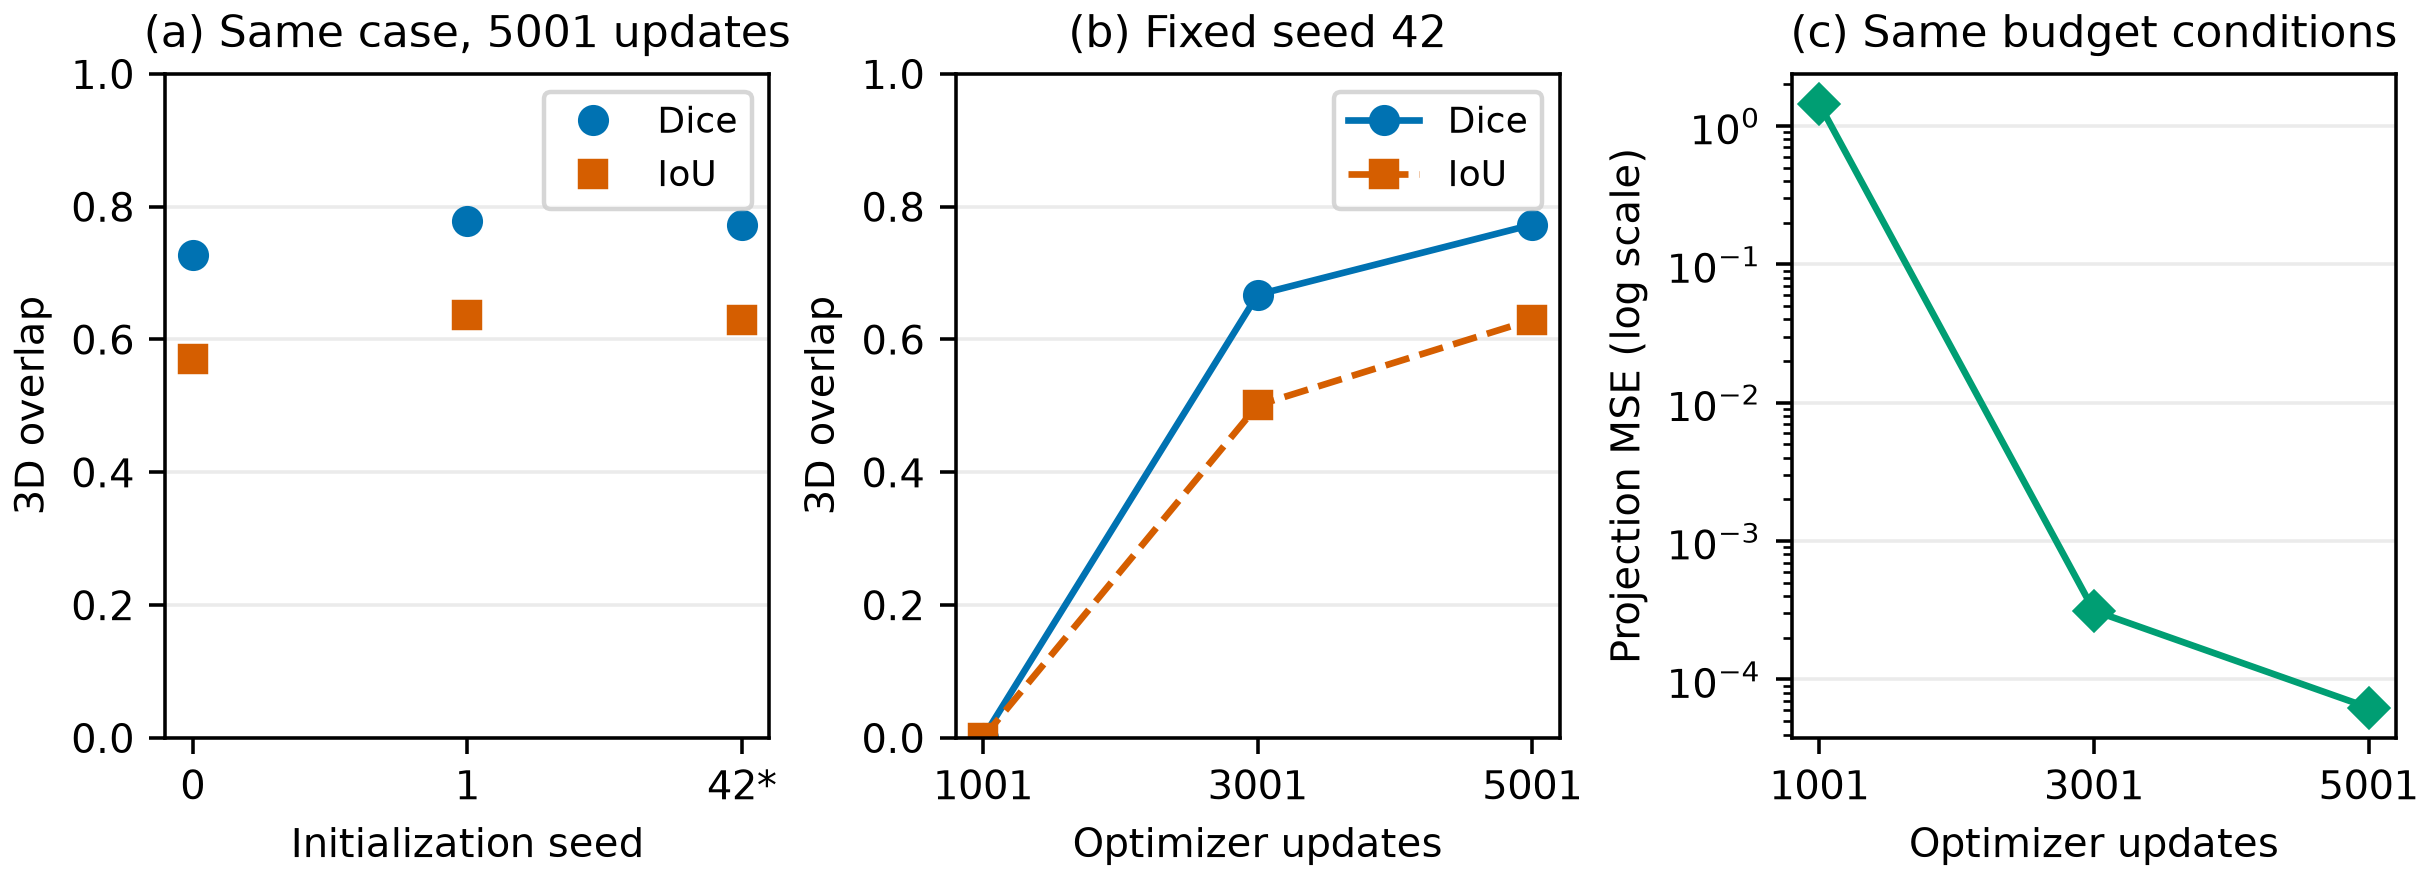 (a) Same case, 5001 updates
3D overlap
1.0
0.8
0.6
0.4
0.2
0.0
Dice
IoU
0 1 42*
Initialization seed
(b) Fixed seed 42
3D overlap
1.0
0.8
0.6
0.4
0.2
0.0
Dice
IoU
1001 3001 5001
Optimizer updates
(c) Same budget conditions
Projection MSE (log scale)
10⁰
10⁻¹
10⁻²
10⁻³
10⁻⁴
1001 3001 5001
Optimizer updates